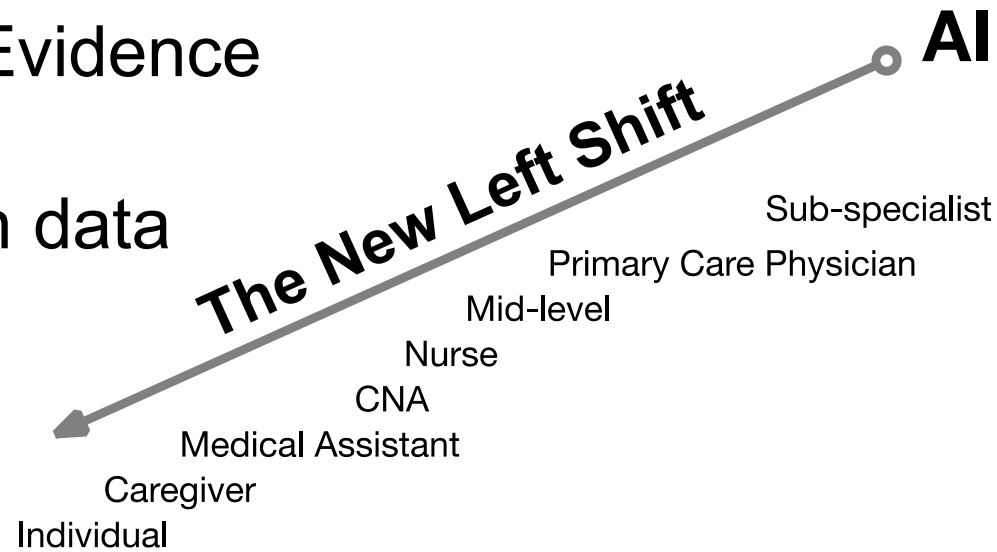 Evidence
AI
The New Left Shift
data
Sub-specialist
Primary Care Physician
Mid-level
Nurse
CNA
Medical Assistant
Caregiver
Individual